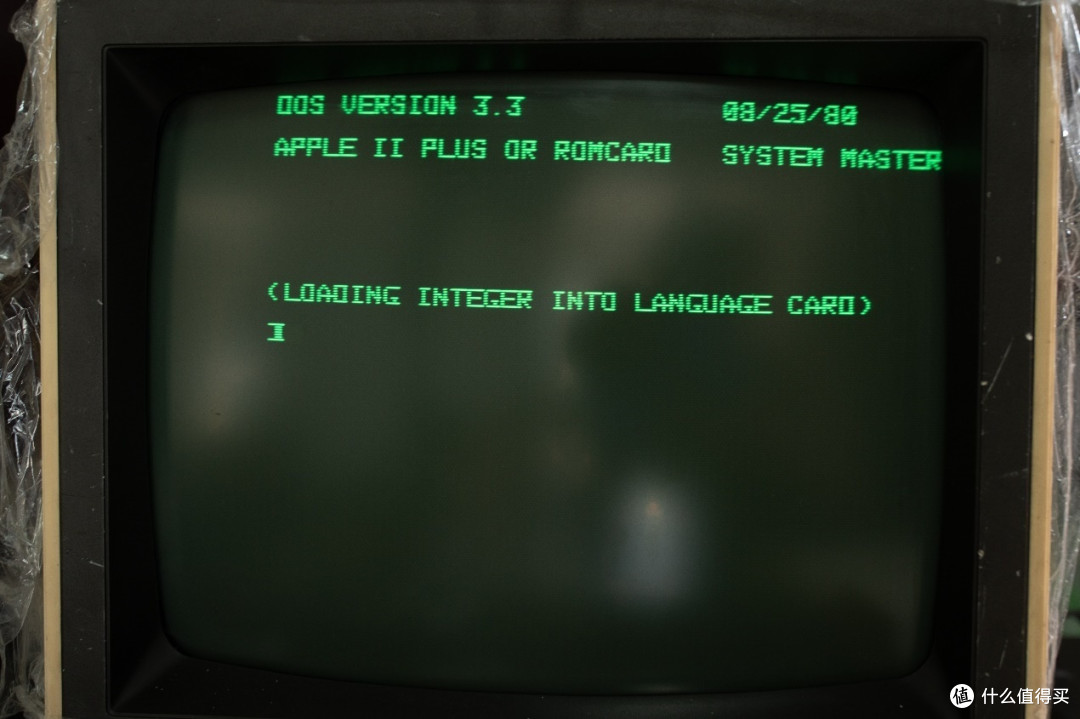 DOS VERSION 3.3 08/25/80
APPLE II PLUS OR ROMCARD SYSTEM MASTER
(LOADING INTEGER INTO LANGUAGE CARD)
]
值 什么值得买